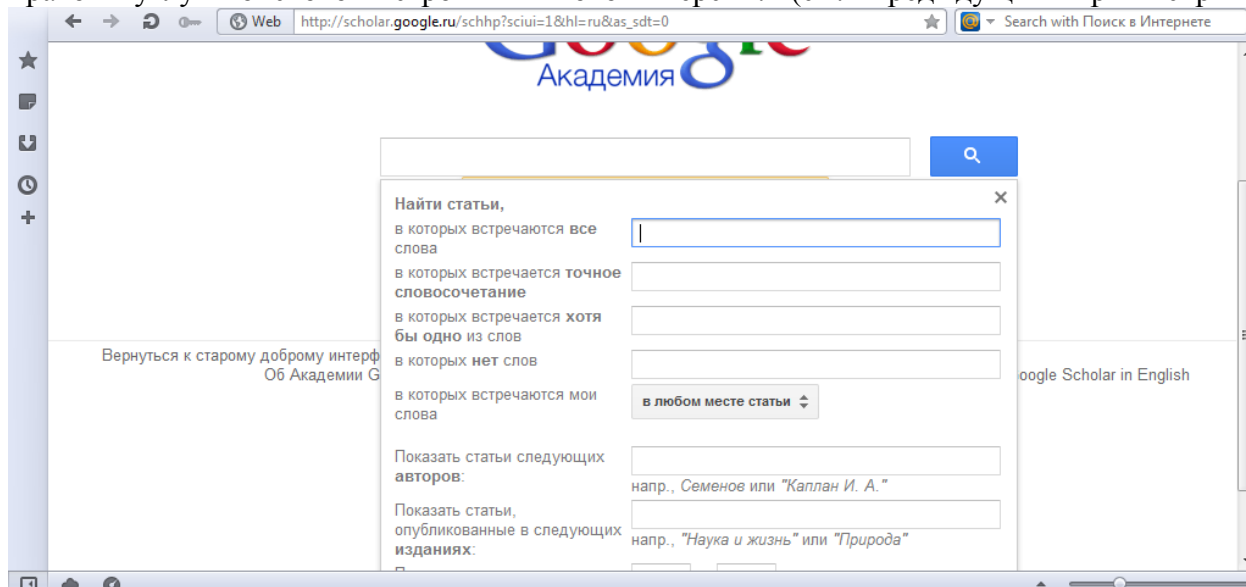 Web http://scholar.google.ru/schhp?sciui=1&hl=ru&as_sdt=0 Search with Поиск в Интернете
Google
Академия
Найти статьи,
в которых встречаются все
слова
в которых встречается точное
словосочетание
в которых встречается хотя
бы одно из слов
Вернуться к старому доброму интерф
в которых нет слов
Об Академии G
oogle Scholar in English
в которых встречаются мои
слова
в любом месте статьи
Показать статьи следующих
авторов:
напр., Семенов или "Каплан И. А."
Показать статьи,
опубликованные в следующих
изданиях:
напр., "Наука и жизнь" или "Природа"